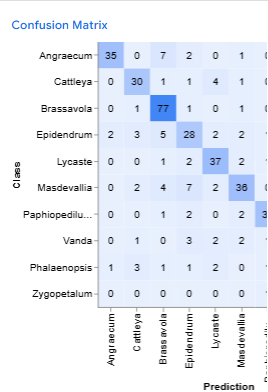 Confusion Matrix
Class
Angraecum 35 0 7 2 0 1
Cattleya 0 30 1 1 4 1
Brassavola 0 1 77 1 0 1
Epidendrum 2 3 5 28 2 2
Lycaste 0 0 1 2 37 2
Masdevallia 0 2 4 7 2 36
Paphiopedilu... 0 0 1 2 0 2 3
Vanda 0 1 0 3 2 2
Phalaenopsis 1 3 1 1 2 0
Zygopetalum 0 0 0 0 0 0
Angraecum
Cattleya
Brassavola
Epidendrum
Lycaste
Masdevallia
Prediction